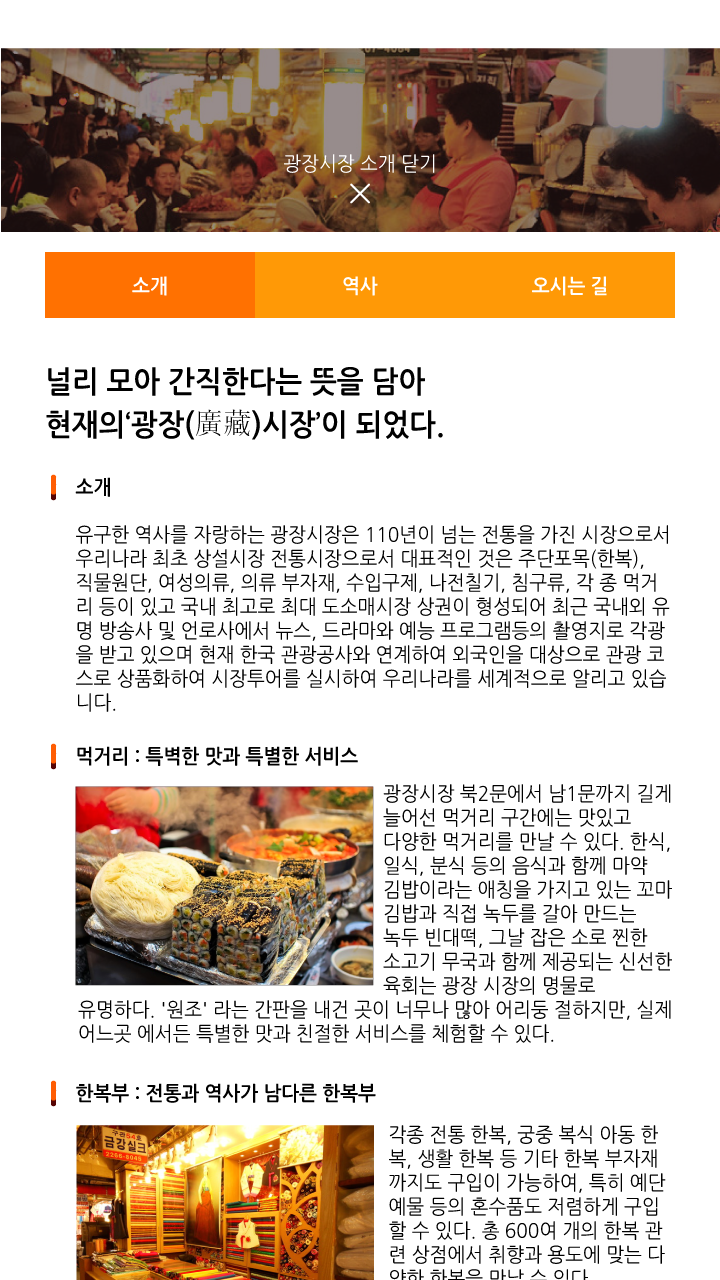 광장시장 소개 닫기
소개
역사
오시는 길
널리 모아 간직한다는 뜻을 담아
현재의‘광장(廣藏)시장’이 되었다.
소개
유구한 역사를 자랑하는 광장시장은 110년이 넘는 전통을 가진 시장으로서
우리나라 최초 상설시장 전통시장으로서 대표적인 것은 주단포목(한복),
직물원단, 여성의류, 의류 부자재, 수입구제, 나전칠기, 침구류, 각 종 먹거
리 등이 있고 국내 최고로 최대 도소매시장 상권이 형성되어 최근 국내외 유
명 방송사 및 언로사에서 뉴스, 드라마와 예능 프로그램등의 촬영지로 각광
을 받고 있으며 현재 한국 관광공사와 연계하여 외국인을 대상으로 관광 코
스로 상품화하여 시장투어를 실시하여 우리나라를 세계적으로 알리고 있습
니다.
먹거리 : 특벽한 맛과 특별한 서비스
광장시장 북2문에서 남1문까지 길게
늘어선 먹거리 구간에는 맛있고
다양한 먹거리를 만날 수 있다. 한식,
일식, 분식 등의 음식과 함께 마약
김밥이라는 애칭을 가지고 있는 꼬마
김밥과 직접 녹두를 갈아 만드는
녹두 빈대떡, 그날 잡은 소로 찐한
소고기 무국과 함께 제공되는 신선한
육회는 광장 시장의 명물로
유명하다. '원조' 라는 간판을 내건 곳이 너무나 많아 어리둥 절하지만, 실제
어느곳 에서든 특별한 맛과 친절한 서비스를 체험할 수 있다.
한복부 : 전통과 역사가 남다른 한복부
금강실크
2266-8045
각종 전통 한복, 궁중 복식 아동 한
복, 생활 한복 등 기타 한복 부자재
까지도 구입이 가능하여, 특히 예단
예물 등의 혼수품도 저렴하게 구입
할 수 있다. 총 600여 개의 한복 관
련 상점에서 취향과 용도에 맞는 다
양한 한복을 만날 수 있다.